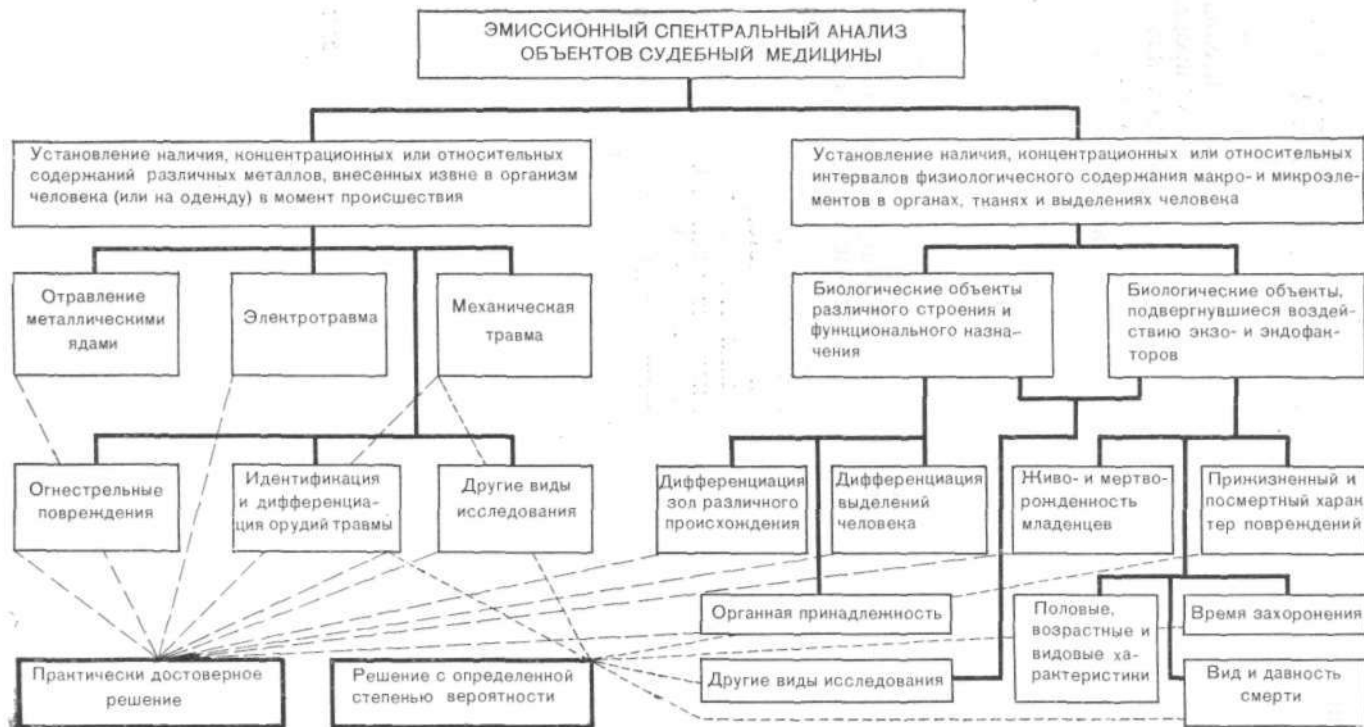 ЭМИССИОННЫЙ СПЕКТРАЛЬНЫЙ АНАЛИЗ
ОБЪЕКТОВ СУДЕБНЫЙ МЕДИЦИНЫ
Установление наличия, концентрационных или относительных
содержаний различных металлов, внесенных извне в организм
человека (или на одежду) в момент происшествия
Установление наличия, концентрационных или относительных
интервалов физиологического содержания макро- и микроэле-
ментов в органах, тканях и выделениях человека
Отравление
металлическими
ядами
Электротравма
Механическая
травма
Биологические объекты
различного строения и
функционального назна-
чения
Биологические объекты,
подвергнувшиеся воздей-
ствию экзо- и эндофак-
торов
Огнестрельные
повреждения
Идентификация
и дифференциа-
ция орудий травмы
Другие виды
исследования
Дифференциация
зол различного
происхождения
Дифференциация
выделений
человека
Живо- и мертво-
рожденность
младенцев
Прижизненный и
посмертный харак
тер повреждений
Органная принадлежность
Половые,
возрастные и
видовые ха-
рактеристики
Время захоронения
Практически достоверное
решение
Решение с определенной
степенью вероятности
Другие виды исследования
Вид и давность
смерти